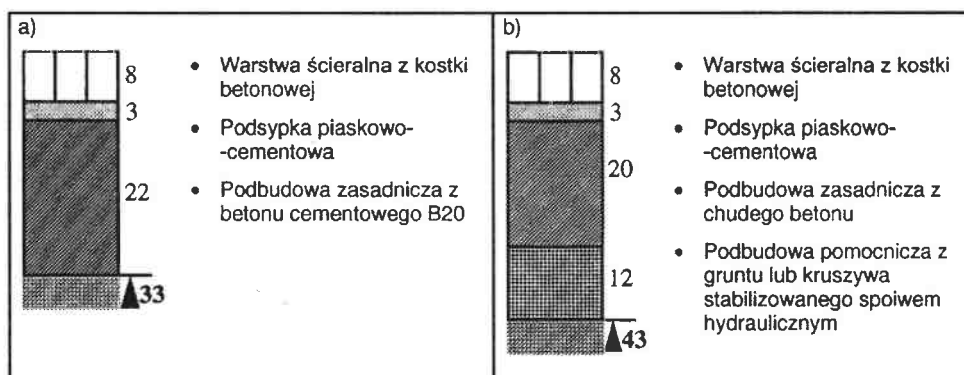 a)
8
3
22
33
• Warstwa ścieralna z kostki
betonowej
• Podsypka piaskowo-
-cementowa
• Podbudowa zasadnicza z
betonu cementowego B20
b)
8
3
20
12
43
• Warstwa ścieralna z kostki
betonowej
• Podsypka piaskowo-
-cementowa
• Podbudowa zasadnicza z
chudego betonu
• Podbudowa pomocnicza z
gruntu lub kruszywa
stabilizowanego spoiwem
hydraulicznym